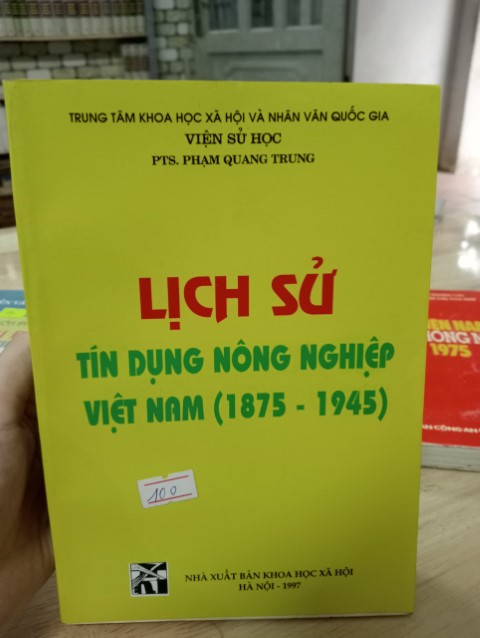 TRUNG TÂM KHOA HỌC XÃ HỘI VÀ NHÂN VĂN QUỐC GIA
VIỆN SỬ HỌC
PTS. PHẠM QUANG TRUNG
LỊCH SỬ
TÍN DỤNG NÔNG NGHIỆP
VIỆT NAM (1875 - 1945)
100
NHÀ XUẤT BẢN KHOA HỌC XÃ HỘI
HÀ NỘI - 1997
1975